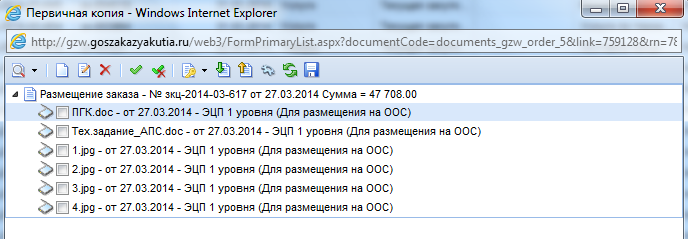 Первичная копия - Windows Internet Explorer
http://gzw.goszakazyakutia.ru/web3/FormPrimaryList.aspx?documentCode=documents_gzw_order_5&link=759128&rn=78
Размещение заказа - № зкц-2014-03-617 от 27.03.2014 Сумма = 47 708.00
ПГК.doc - от 27.03.2014 - ЭЦП 1 уровня (Для размещения на ООС)
Тех.задание_АПС.doc - от 27.03.2014 - ЭЦП 1 уровня (Для размещения на ООС)
1.jpg - от 27.03.2014 - ЭЦП 1 уровня (Для размещения на ООС)
2.jpg - от 27.03.2014 - ЭЦП 1 уровня (Для размещения на ООС)
3.jpg - от 27.03.2014 - ЭЦП 1 уровня (Для размещения на ООС)
4.jpg - от 27.03.2014 - ЭЦП 1 уровня (Для размещения на ООС)